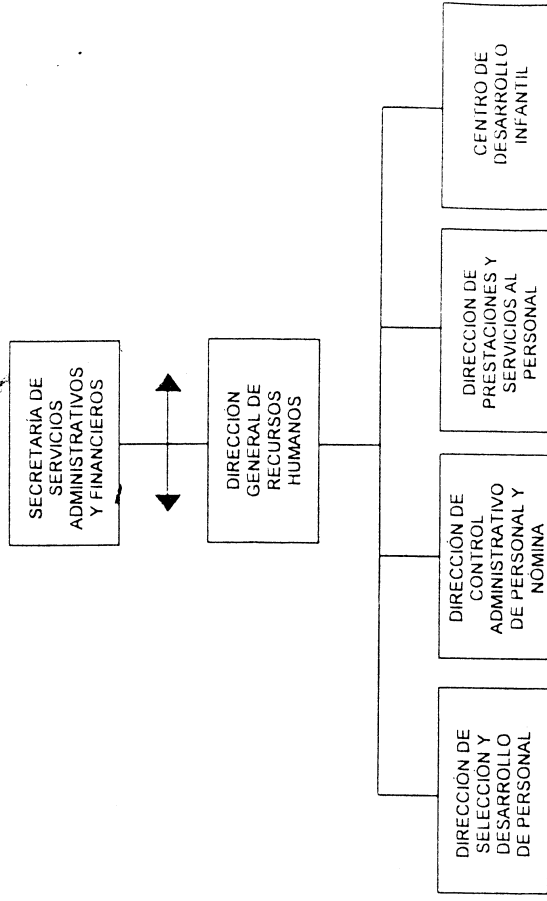 SECRETARÍA DE
SERVICIOS
ADMINISTRATIVOS
Y FINANCIEROS
DIRECCIÓN
GENERAL DE
RECURSOS
HUMANOS
DIRECCIÓN DE
SELECCIÓN Y
DESARROLLO
DE PERSONAL
DIRECCIÓN DE
CONTROL
ADMINISTRATIVO
DE PERSONAL Y
NÓMINA
DIRECCION DE
PRESTACIONES Y
SERVICIOS AL
PERSONAL
CENTRO DE
DESARROLLO
INFANTIL